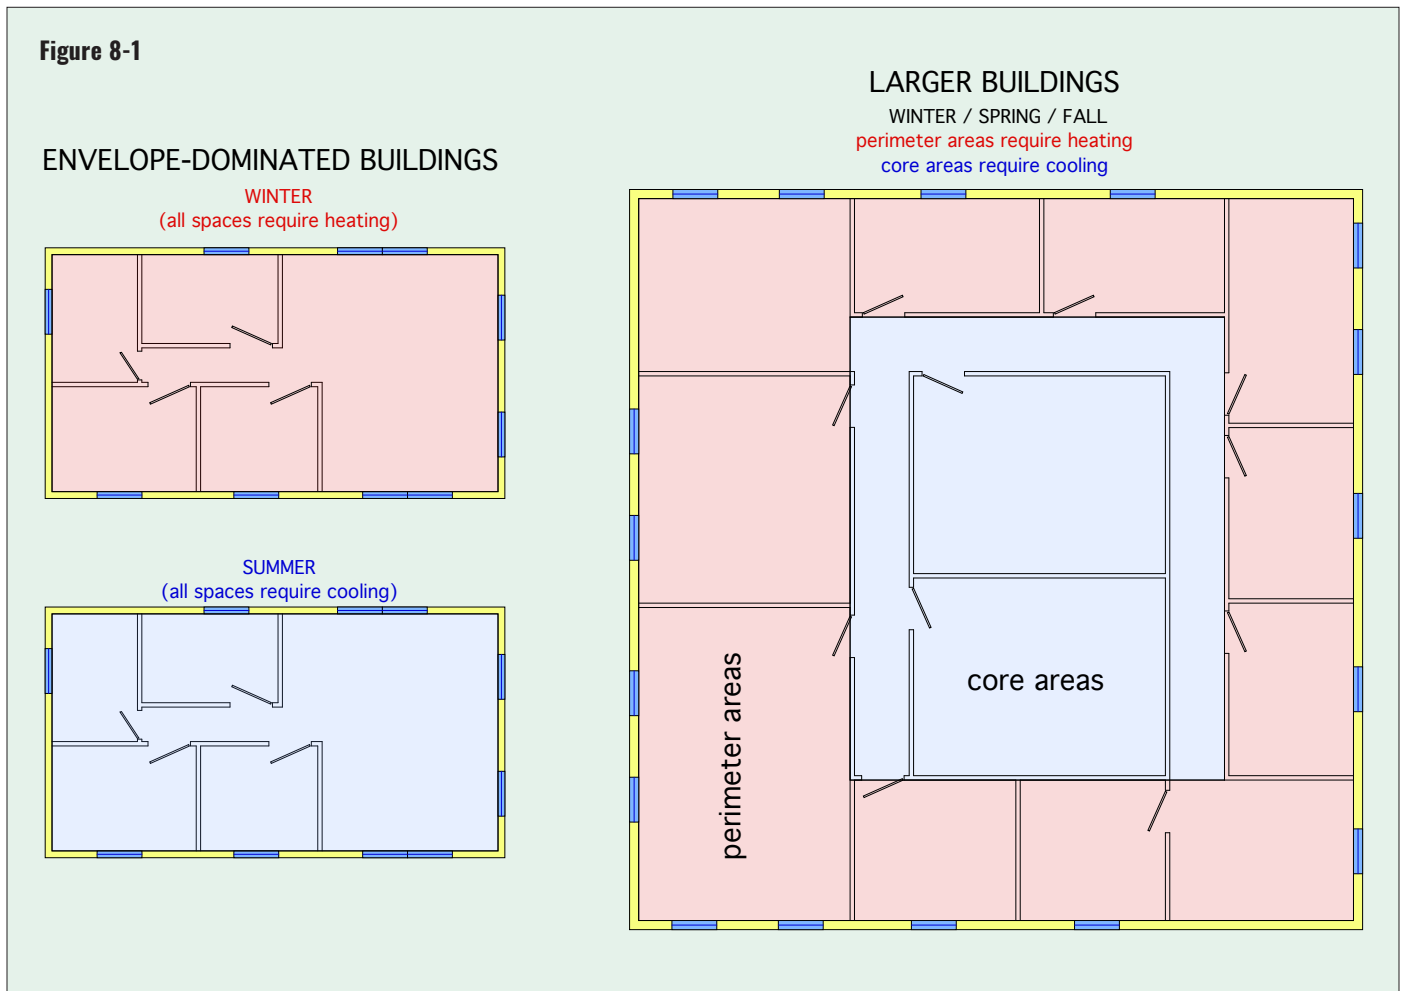 Figure 8-1
ENVELOPE-DOMINATED BUILDINGS
WINTER
(all spaces require heating)
SUMMER
(all spaces require cooling)
LARGER BUILDINGS
WINTER / SPRING / FALL
perimeter areas require heating
core areas require cooling
perimeter areas
core areas